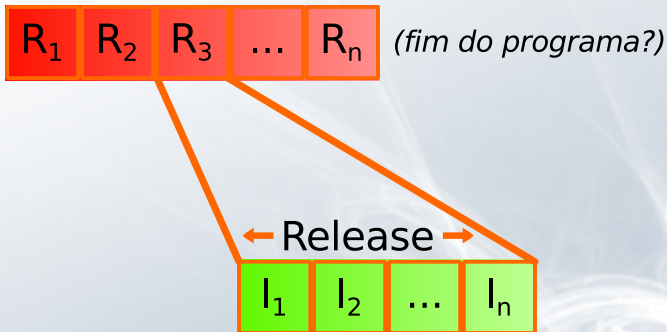 R₁ R₂ R₃ ... Rₙ (fim do programa?)
Release
I₁ I₂ ... Iₙ